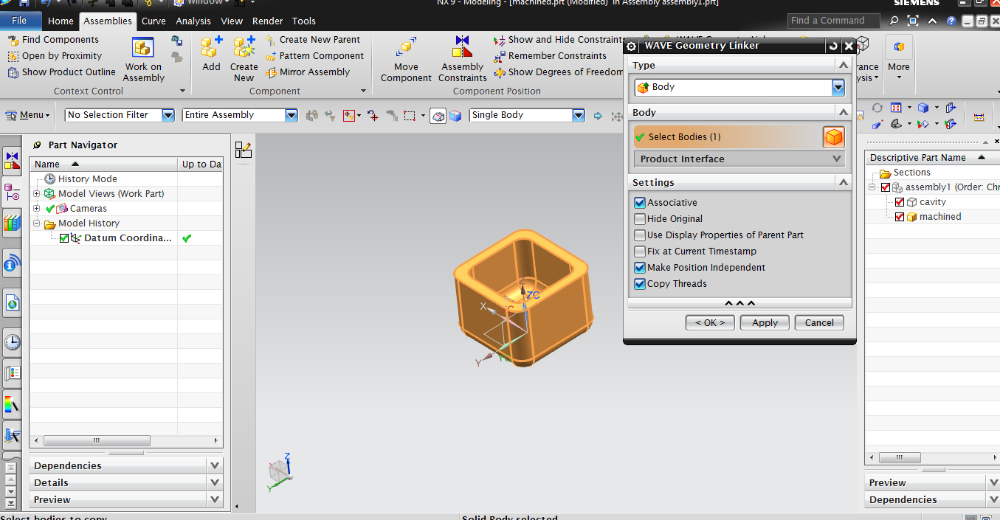 NX 9 - Modeling - [machined.prt (Modified) in Assembly assembly1.prt]
SIEMENS
Window
File
Home
Assemblies
Curve
Analysis
View
Render
Tools
Find a Command
Find Components
Open by Proximity
Show Product Outline
Work on
Assembly
Context Control
Add
Create
New
Create New Parent
Pattern Component
Mirror Assembly
Component
Move
Component
Assembly
Constraints
Show and Hide Constraints
Remember Constraints
Show Degrees of Freedom
Component Position
More
Menu
No Selection Filter
Entire Assembly
Single Body
Part Navigator
Name
Up to Da
History Mode
Model Views (Work Part)
Cameras
Model History
Datum Coordina...
Dependencies
Details
Preview
X
Y
Z
ZC
YC
Z
Y
X
WAVE Geometry Linker
Type
Body
Body
Select Bodies (1)
Product Interface
Settings
Associative
Hide Original
Use Display Properties of Parent Part
Fix at Current Timestamp
Make Position Independent
Copy Threads
< OK >
Apply
Cancel
Descriptive Part Name
Sections
assembly1 (Order: Chr
cavity
machined
Preview
Dependencies
Select bodies to copy
Solid Body selected